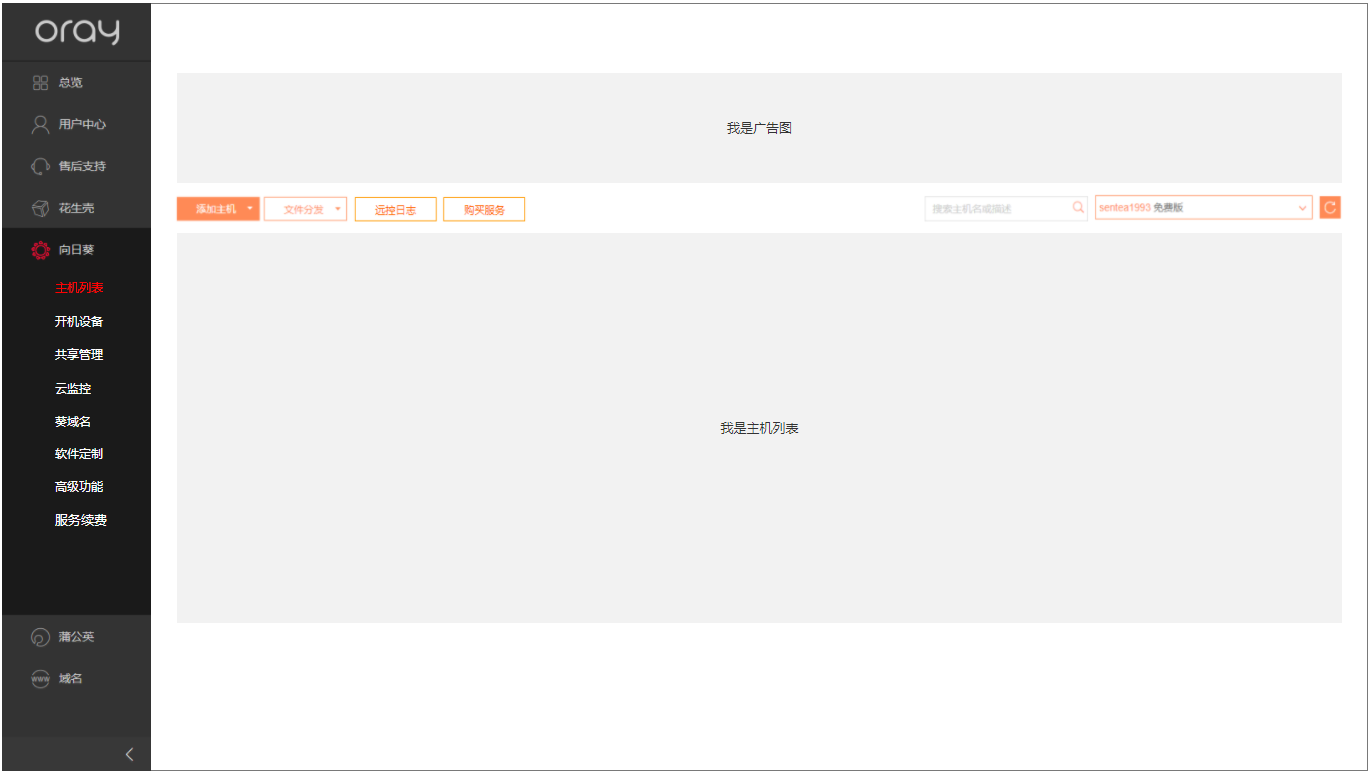 oray
总览
用户中心
售后支持
花生壳
向日葵
主机列表
开机设备
共享管理
云监控
葵域名
软件定制
高级功能
服务续费
蒲公英
www 域名
我是广告图
添加主机 文件分发 远控日志 购买服务 搜索主机名或描述 sentea1993 免费版
我是主机列表